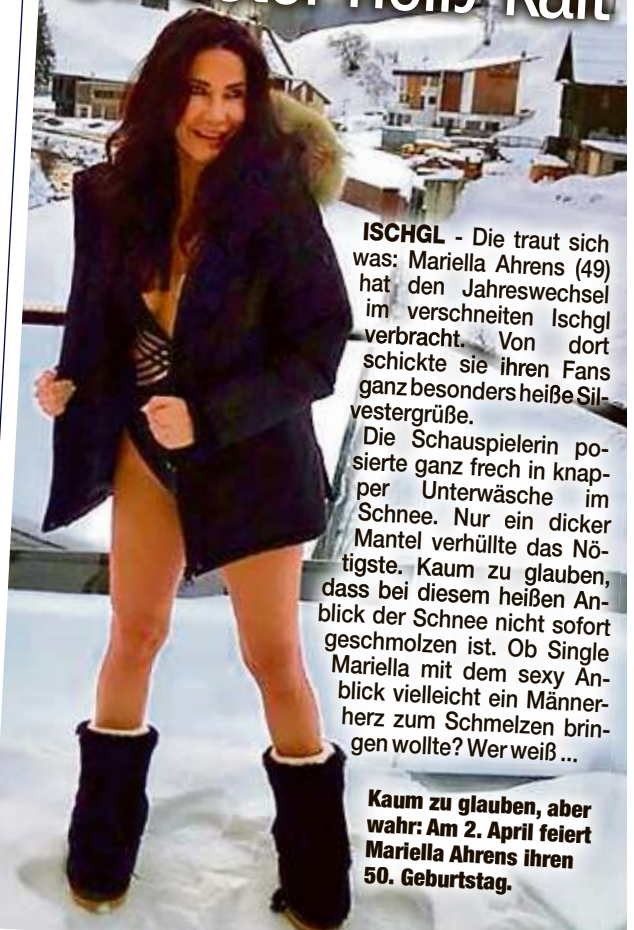 Heiß-Kalt
ISCHGL - Die traut sich
was: Mariella Ahrens (49)
hat den Jahreswechsel
im verschneiten Ischgl
verbracht. Von dort
schickte sie ihren Fans
ganz besonders heiße Sil-
vestergrüße.
Die Schauspielerin po-
sierte ganz frech in knap-
per Unterwäsche im
Schnee. Nur ein dicker
Mantel verhüllte das Nö-
tigste. Kaum zu glauben,
dass bei diesem heißen An-
blick der Schnee nicht sofort
geschmolzen ist. Ob Single
Mariella mit dem sexy An-
blick vielleicht ein Männer-
herz zum Schmelzen brin-
gen wollte? Wer weiß ...
Kaum zu glauben, aber
wahr: Am 2. April feiert
Mariella Ahrens ihren
50. Geburtstag.